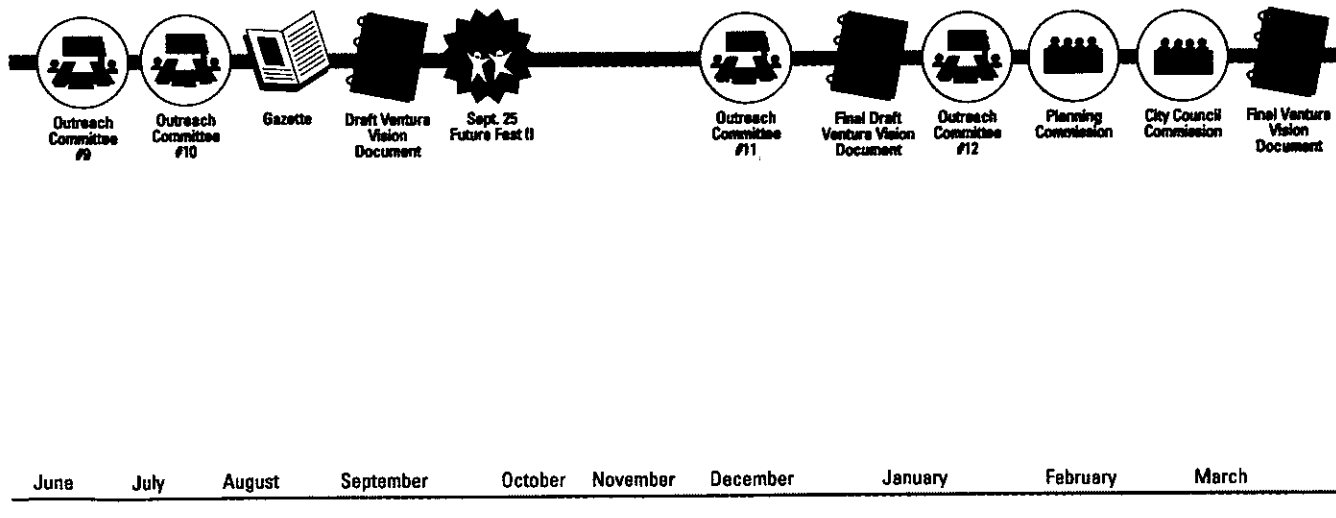 Outreach
Committee
#9
Outreach
Committee
#10
Gazette
Draft Ventura
Vision
Document
Sept. 25
Future Fest II
Outreach
Committee
#11
Final Draft
Ventura Vision
Document
Outreach
Committee
#12
Planning
Commission
City Council
Commission
Final Ventura
Vision
Document
June July August September October November December January February March